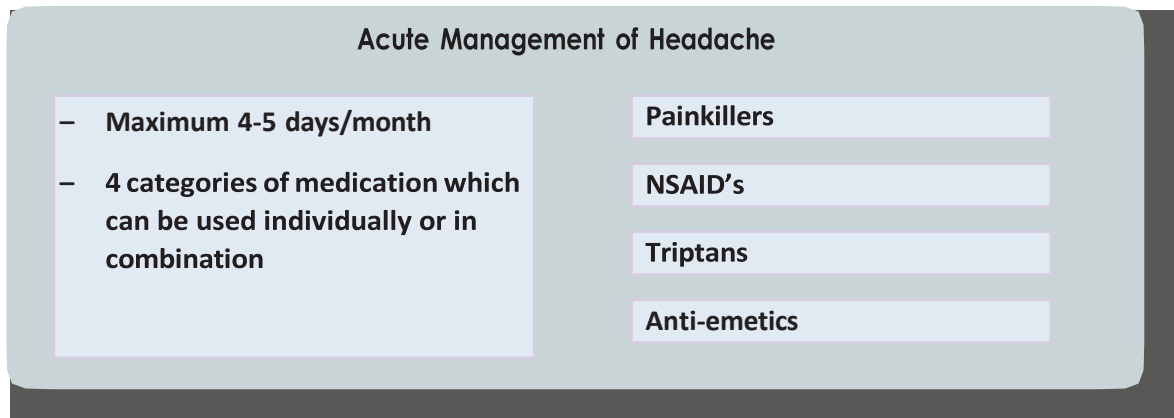 Acute Management of Headache
– Maximum 4-5 days/month
– 4 categories of medication which
can be used individually or in
combination
Painkillers
NSAID’s
Triptans
Anti-emetics